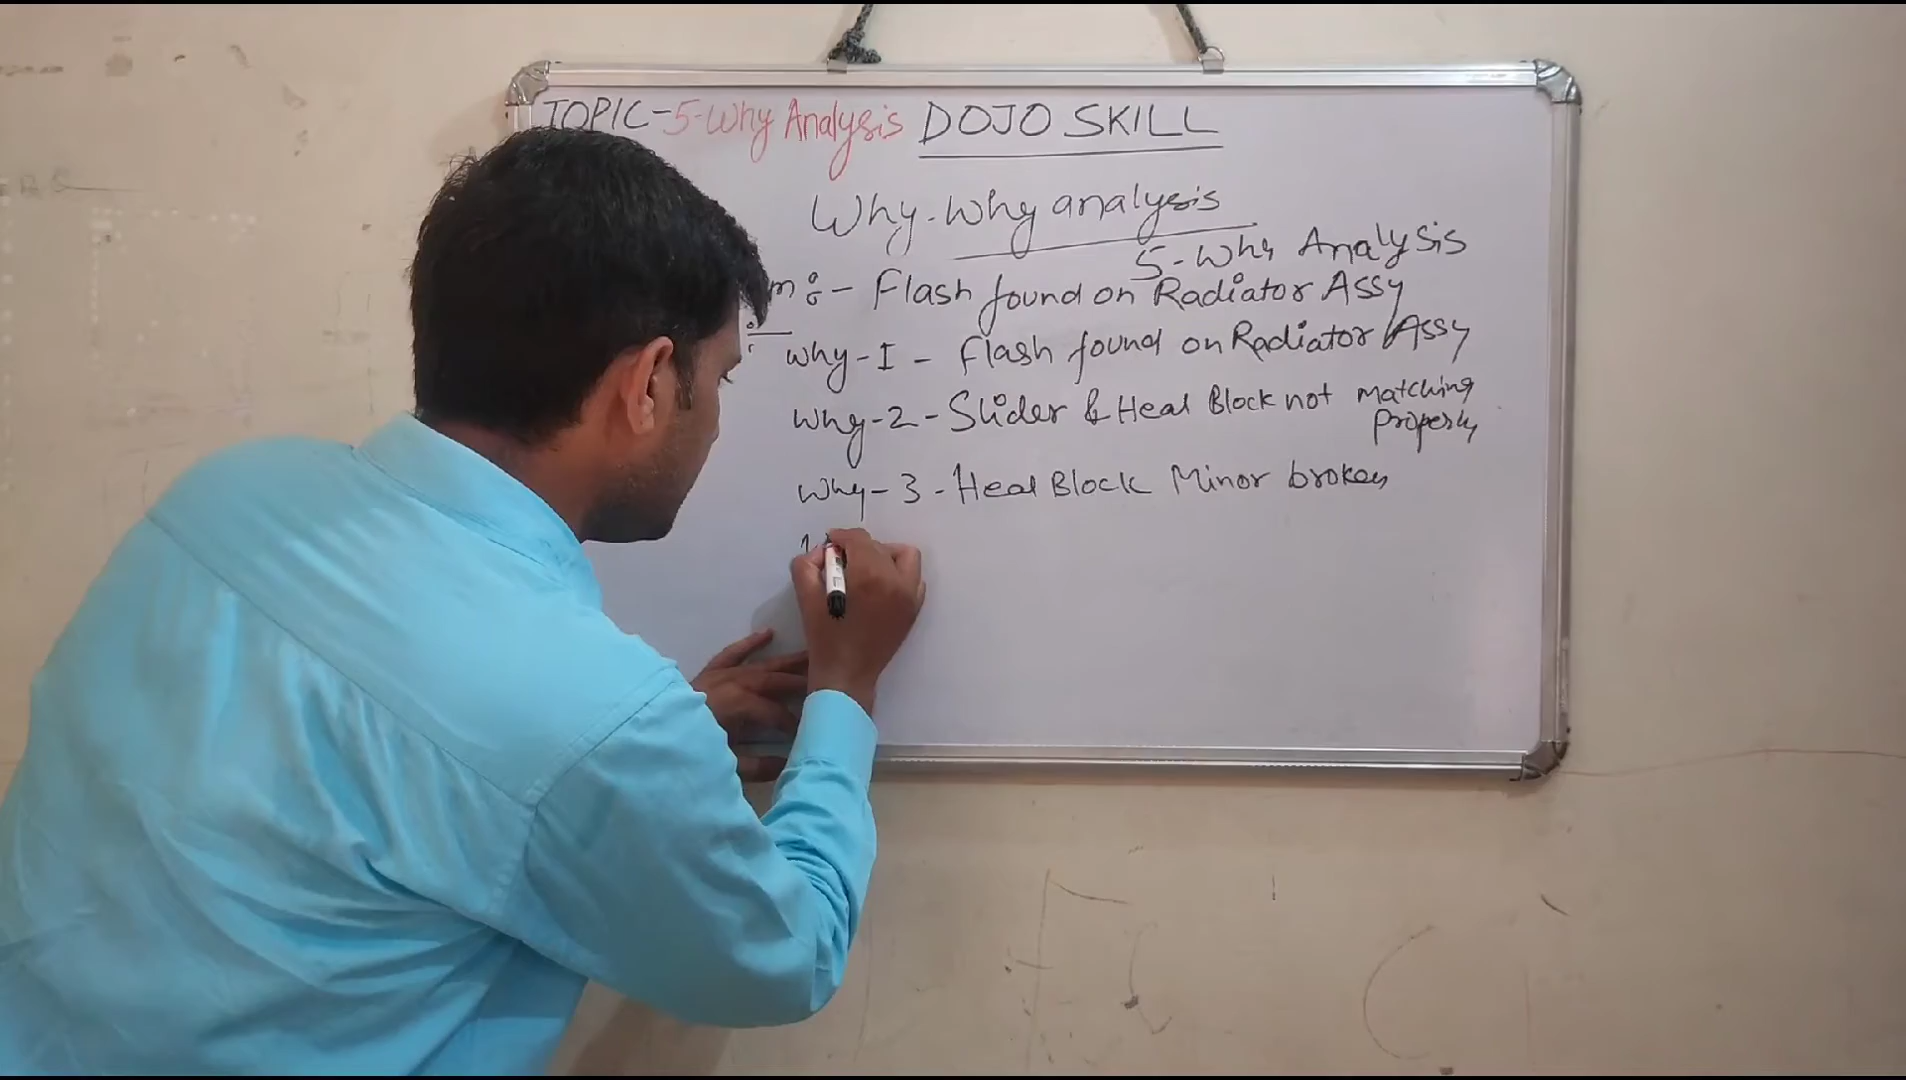 TOPIC-5-Why Analysis DOJO SKILL
Why-Why analysis
5-Why Analysis
m :- Flash found on Radiator Assy
Why-I - Flash found on Radiator Assy
Why-2 - Slider & Heal Block not Matching
Properly
Why-3 - Heal Block Minor broken